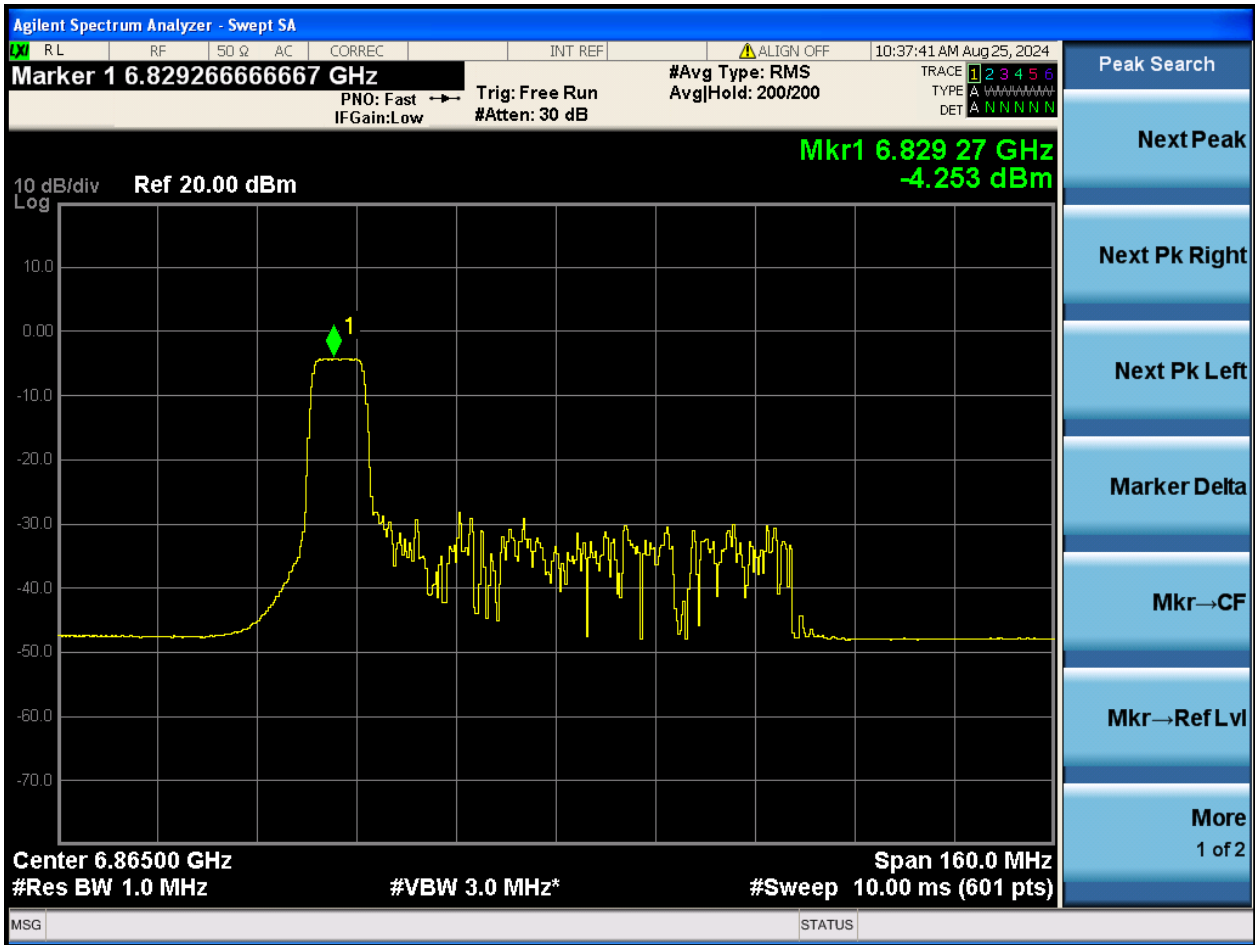 Agilent Spectrum Analyzer - Swept SA
LXI RL RF 50 Ω AC CORREC INT REF ALIGN OFF 10:37:41 AM Aug 25, 2024
Marker 1 6.829266666667 GHz
PNO: Fast
IFGain:Low
Trig: Free Run
#Atten: 30 dB
#Avg Type: RMS
Avg|Hold: 200/200
TRACE 1 2 3 4 5 6
TYPE A WWWWW
DET A N N N N N
Mkr1 6.829 27 GHz
-4.253 dBm
10 dB/div Ref 20.00 dBm
Log
10.0
0.00
-10.0
-20.0
-30.0
-40.0
-50.0
-60.0
-70.0
1
Center 6.86500 GHz Span 160.0 MHz
#Res BW 1.0 MHz #VBW 3.0 MHz* #Sweep 10.00 ms (601 pts)
MSG STATUS
Peak Search
Next Peak
Next Pk Right
Next Pk Left
Marker Delta
Mkr→CF
Mkr→Ref Lvl
More
1 of 2